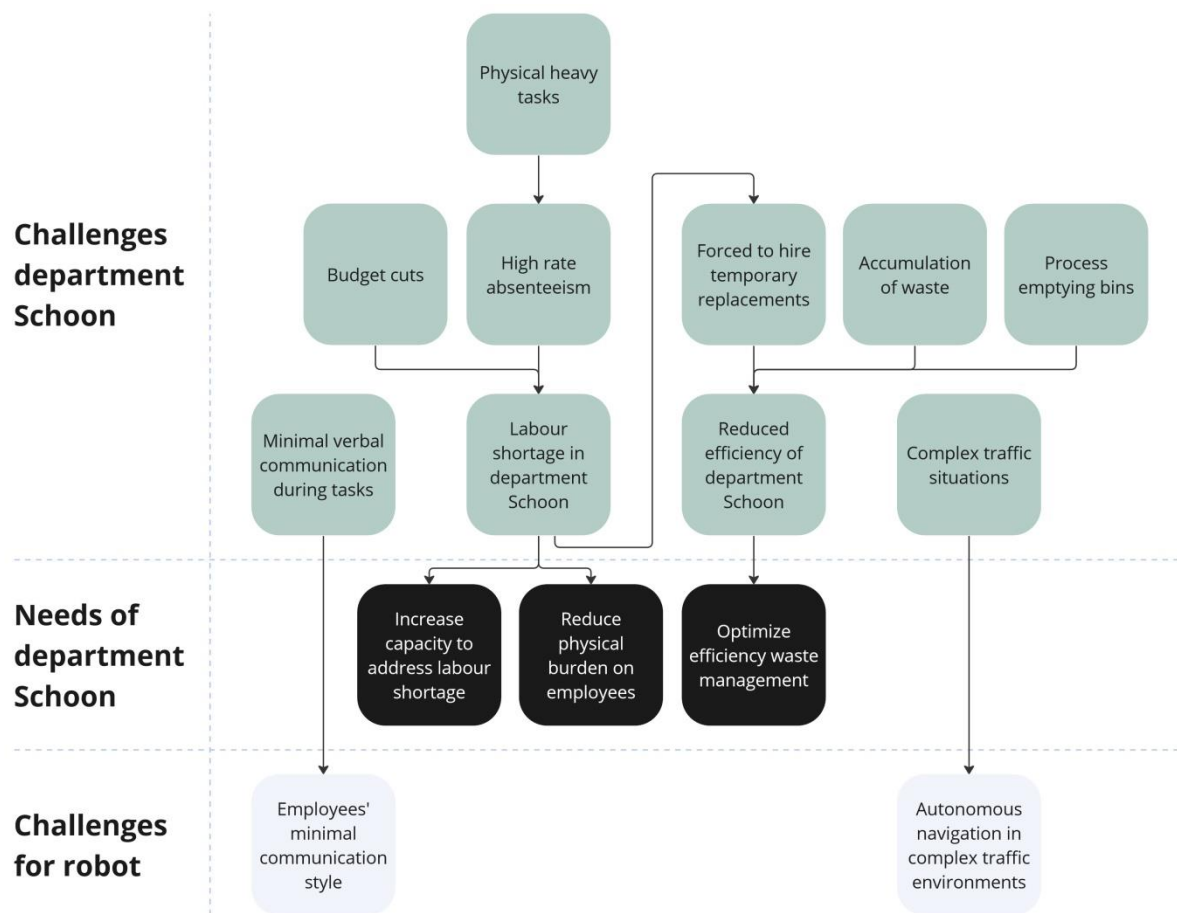 Physical heavy
tasks
Challenges
department
Schoon
Budget cuts
High rate
absenteeism
Forced to hire
temporary
replacements
Accumulation
of waste
Process
emptying bins
Minimal verbal
communication
during tasks
Labour
shortage in
department
Schoon
Reduced
efficiency of
department
Schoon
Complex traffic
situations
Needs of
department
Schoon
Increase
capacity to
address labour
shortage
Reduce
physical
burden on
employees
Optimize
efficiency waste
management
Challenges
for robot
Employees'
minimal
communication
style
Autonomous
navigation in
complex traffic
environments